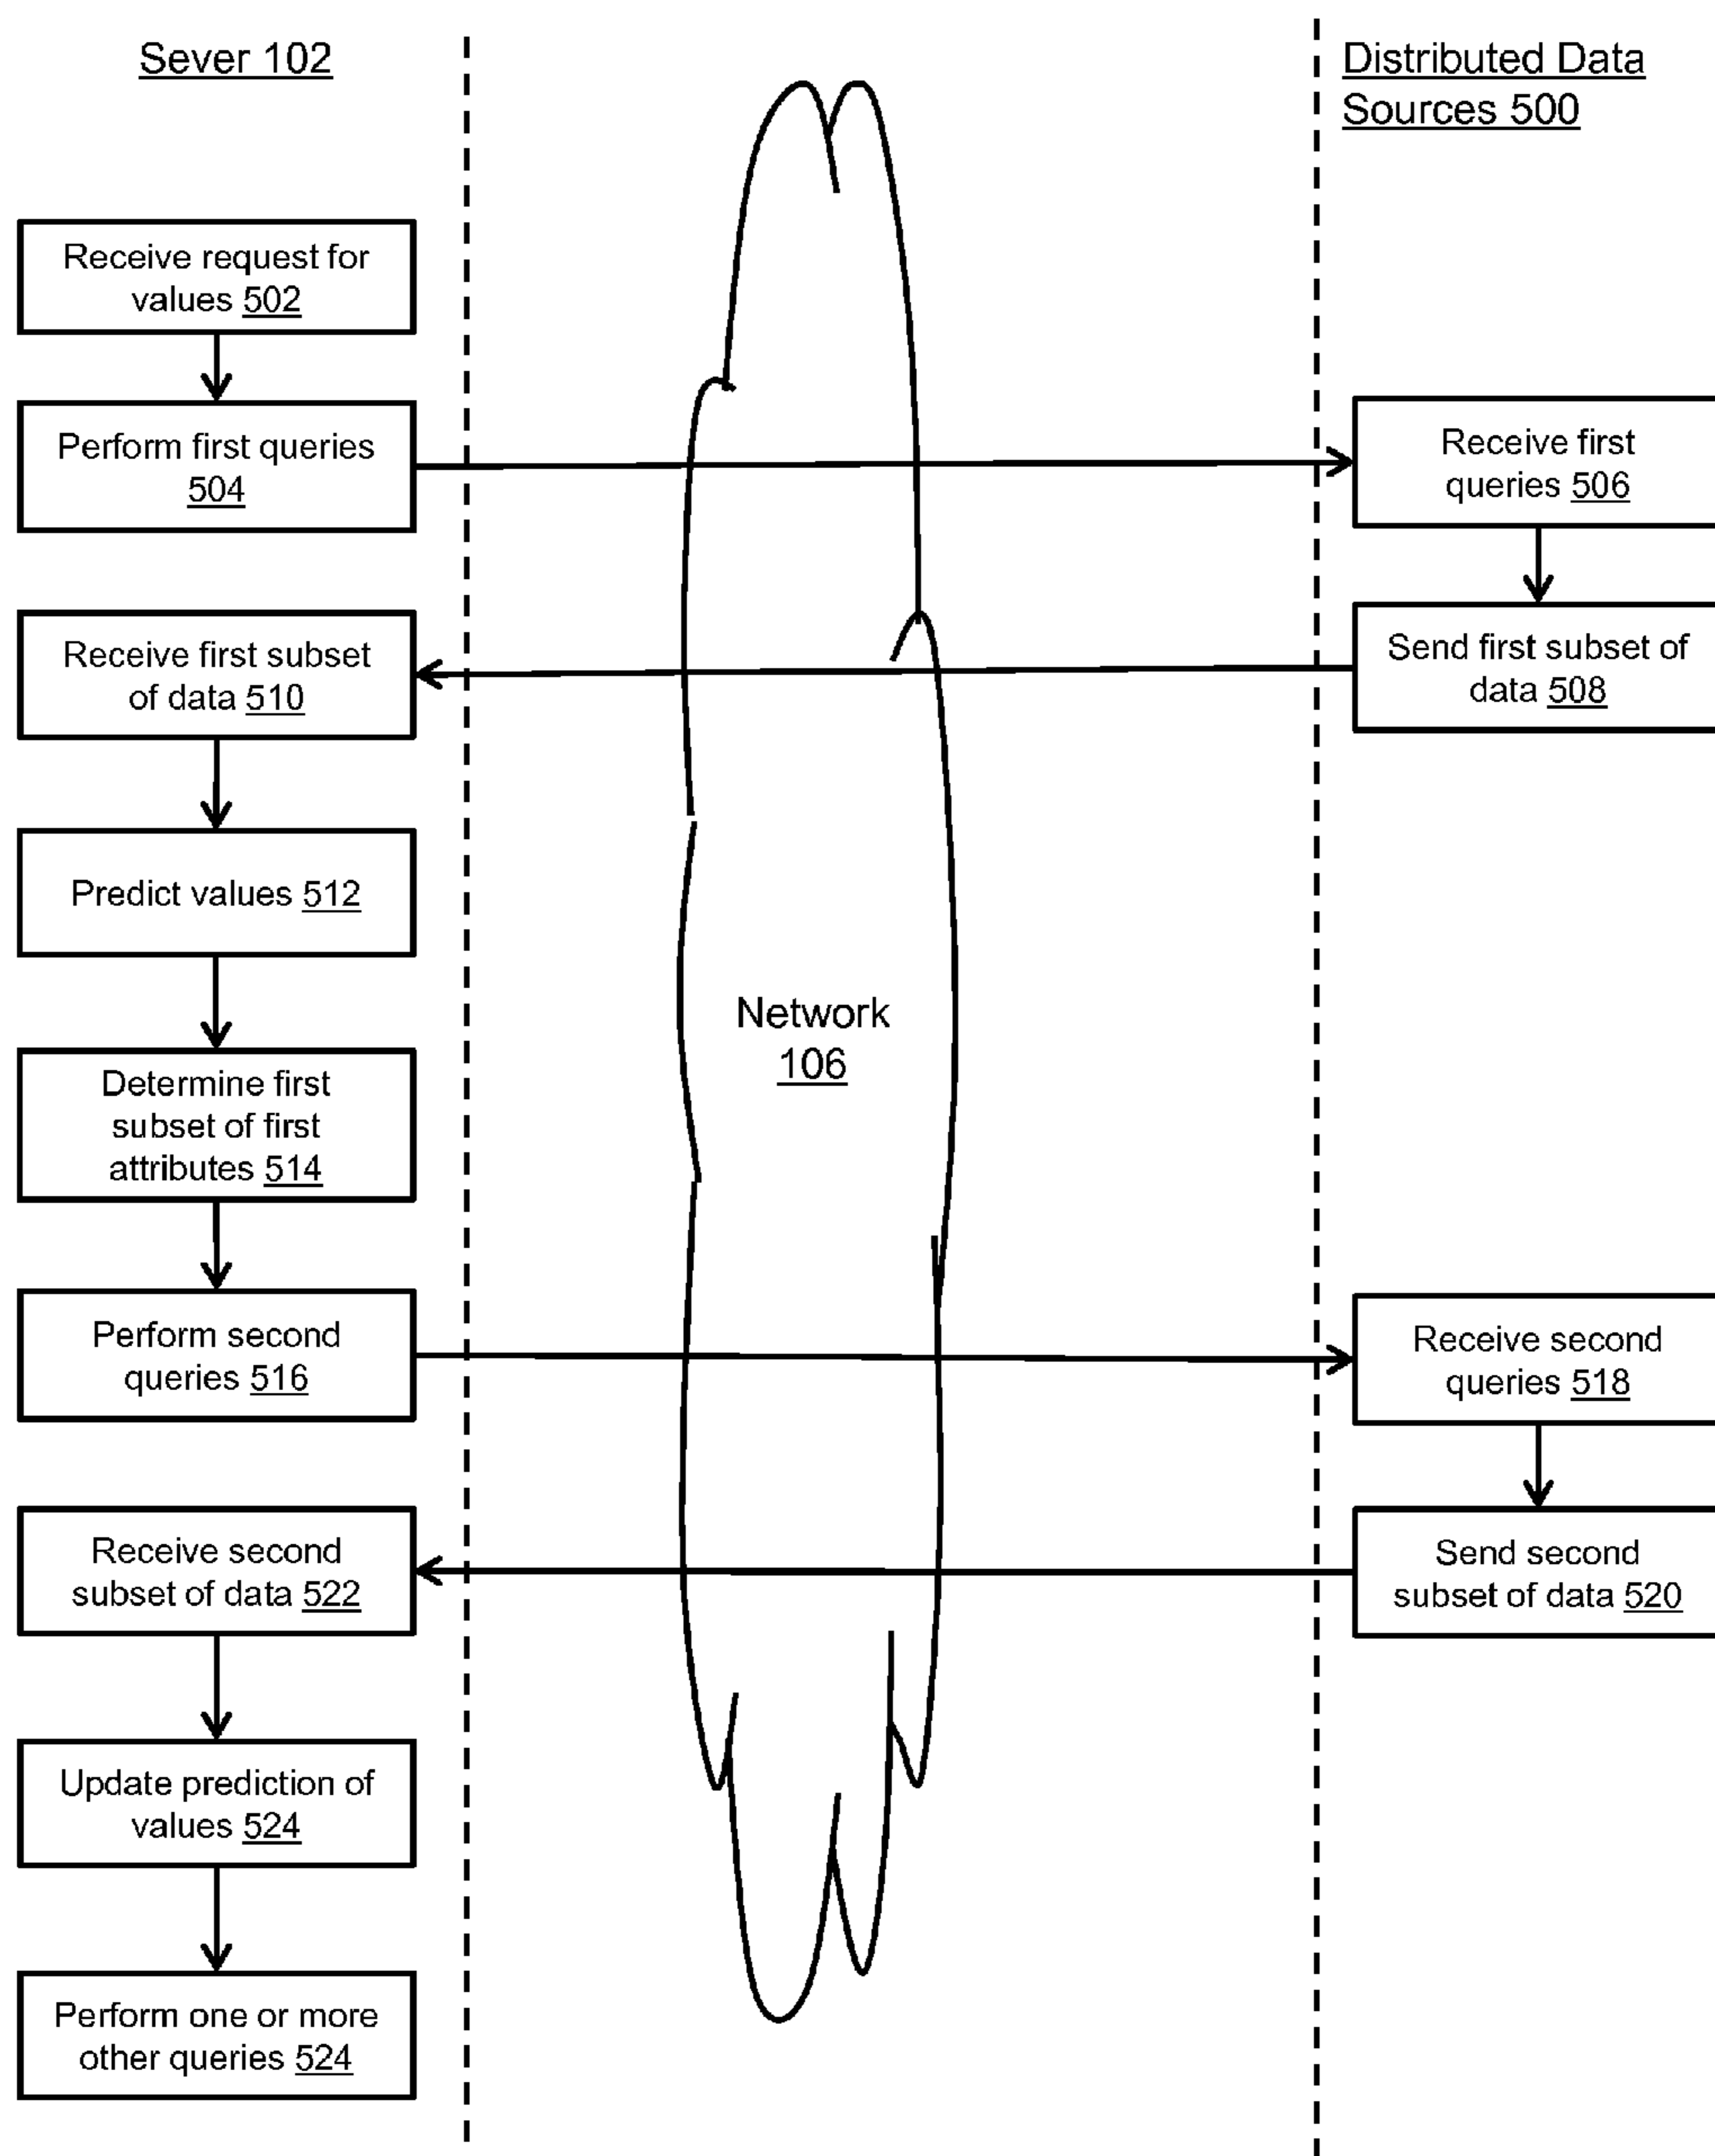 Sever 102
Distributed Data
Sources 500
Receive request for
values 502
Perform first queries
504
Receive first
queries 506
Send first subset of
data 508
Receive first subset
of data 510
Predict values 512
Network
106
Determine first
subset of first
attributes 514
Perform second
queries 516
Receive second
queries 518
Send second
subset of data 520
Receive second
subset of data 522
Update prediction of
values 524
Perform one or more
other queries 524